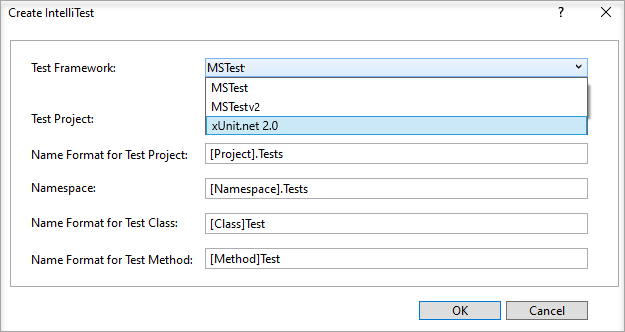 Create IntelliTest
?
Test Framework: MSTest
MSTest
MSTestv2
xUnit.net 2.0
Test Project:
Name Format for Test Project: [Project].Tests
Namespace: [Namespace].Tests
Name Format for Test Class: [Class]Test
Name Format for Test Method: [Method]Test
OK Cancel